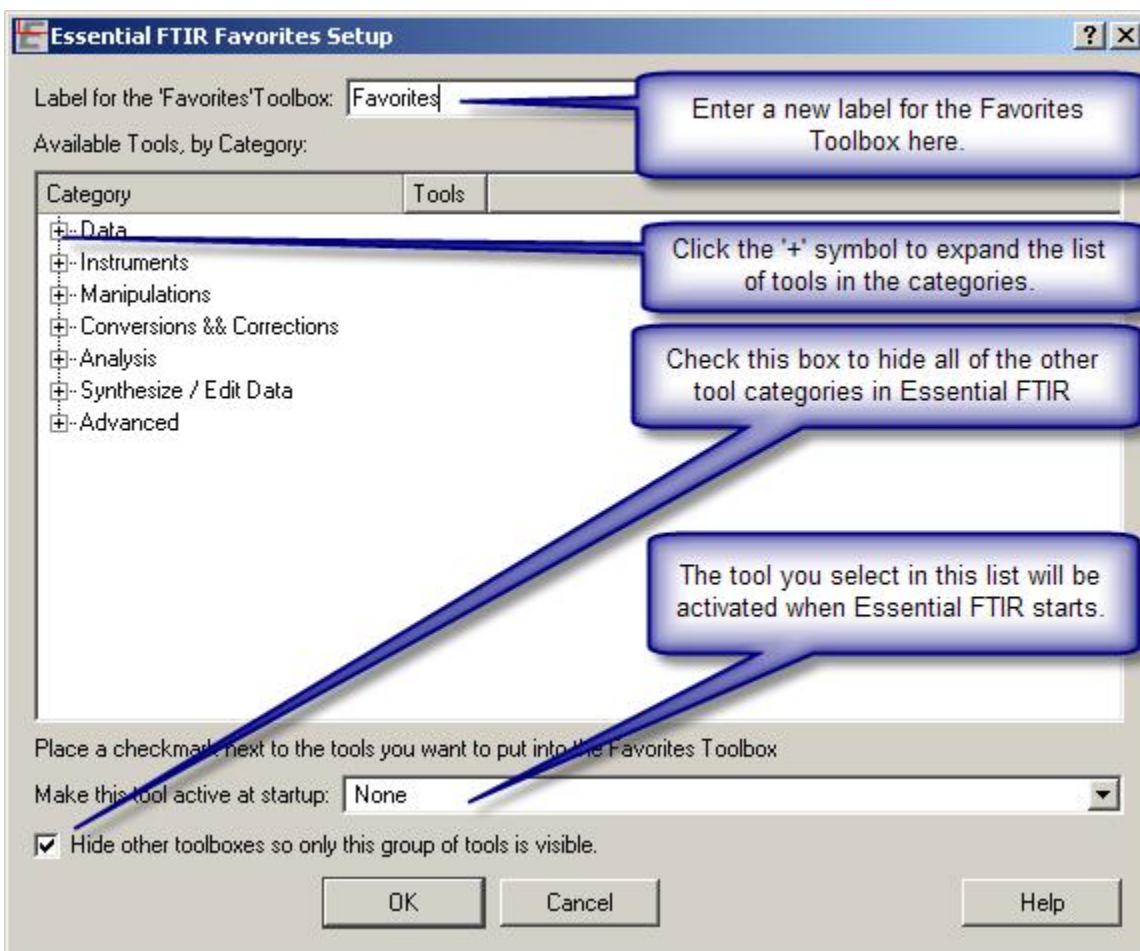 Essential FTIR Favorites Setup
Label for the 'Favorites'Toolbox: Favorites
Enter a new label for the Favorites
Toolbox here.
Available Tools, by Category:
Category Tools
Data
Instruments
Manipulations
Conversions && Corrections
Analysis
Synthesize / Edit Data
Advanced
Click the '+' symbol to expand the list
of tools in the categories.
Check this box to hide all of the other
tool categories in Essential FTIR
The tool you select in this list will be
activated when Essential FTIR starts.
Place a checkmark next to the tools you want to put into the Favorites Toolbox
Make this tool active at startup: None
Hide other toolboxes so only this group of tools is visible.
OK Cancel Help